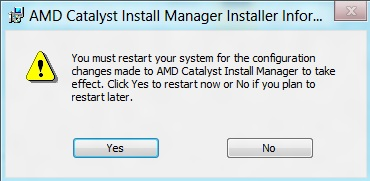 AMD Catalyst Install Manager Installer Infor...
You must restart your system for the configuration
changes made to AMD Catalyst Install Manager to take
effect. Click Yes to restart now or No if you plan to
restart later.
Yes
No